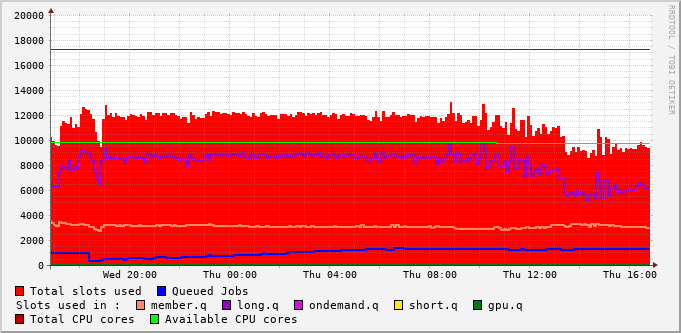 20000
18000
16000
14000
12000
10000
8000
6000
4000
2000
0
Wed 20:00 Thu 00:00 Thu 04:00 Thu 08:00 Thu 12:00 Thu 16:00
RRDTOOL / TOBI OETIKER
Total slots used Queued Jobs
Slots used in : member.q long.q ondemand.q short.q gpu.q
Total CPU cores Available CPU cores